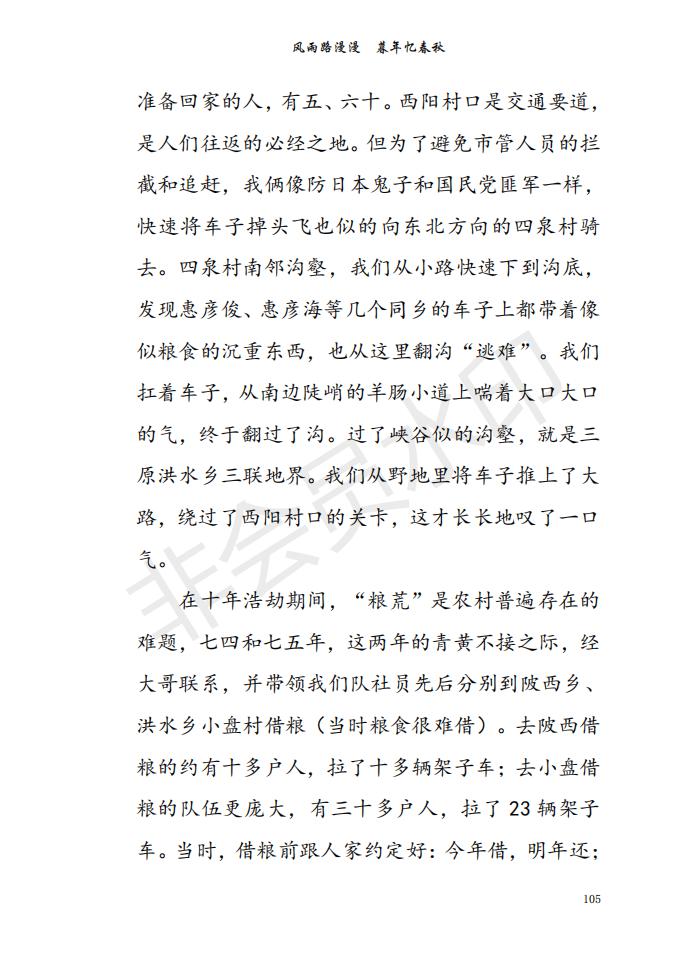 风雨路漫漫　暮年忆春秋
准备回家的人，有五、六十。西阳村口是交通要道，
是人们往返的必经之地。但为了避免市管人员的拦
截和追赶，我俩像防日本鬼子和国民党匪军一样，
快速将车子掉头飞也似的向东北方向的四泉村骑
去。四泉村南邻沟壑，我们从小路快速下到沟底，
发现惠彦俊、惠彦海等几个同乡的车子上都带着像
似粮食的沉重东西，也从这里翻沟“逃难”。我们
扛着车子，从南边陡峭的羊肠小道上喘着大口大口
的气，终于翻过了沟。过了峡谷似的沟壑，就是三
原洪水乡三联地界。我们从野地里将车子推上了大
路，绕过了西阳村口的关卡，这才长长地叹了一口
气。
在十年浩劫期间，“粮荒”是农村普遍存在的
难题，七四和七五年，这两年的青黄不接之际，经
大哥联系，并带领我们队社员先后分别到陂西乡、
洪水乡小盘村借粮（当时粮食很难借）。去陂西借
粮的约有十多户人，拉了十多辆架子车；去小盘借
粮的队伍更庞大，有三十多户人，拉了 23 辆架子
车。当时，借粮前跟人家约定好：今年借，明年还；
105
非会员水印